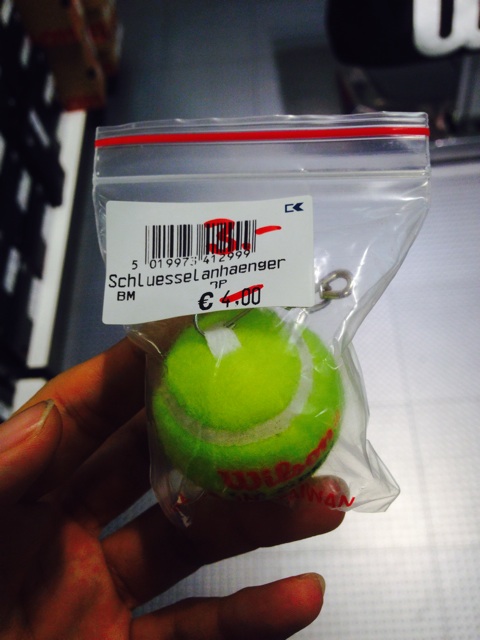 3.-
5 019973 412999
Schluesselanhaenger
BM
€ 4.00
Wilson